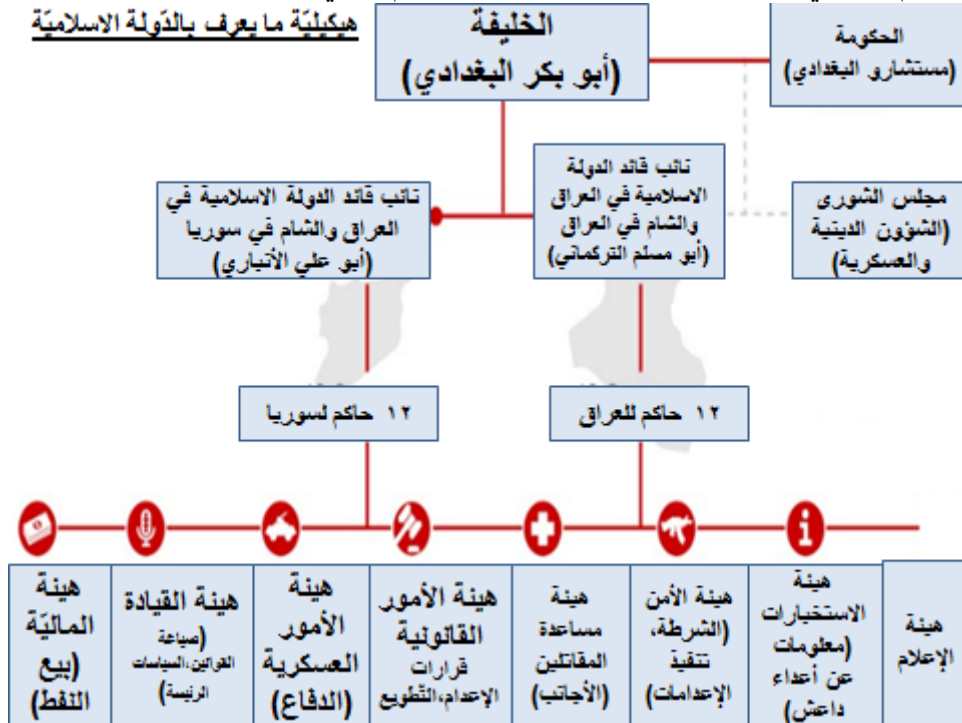 هيكيليّة ما يعرف بالدّولة الاسلاميّة
الخليفة
(أبو بكر البغدادي)
الحكومة
(مستشارو البغدادي)
نائب قائد الدولة
الاسلامية في العراق
والشام في العراق
(أبو مسلم التركماني)
نائب قائد الدولة الاسلامية في
العراق والشام في سوريا
(أبو علي الأنباري)
مجلس الشورى
(الشؤون الدينية
والعسكرية)
١٢ حاكم للعراق
١٢ حاكم لسوريا
هيئة
الإعلام
هيئة
الاستخبارات
(معلومات
عن أعداء
داعش)
هيئة الأمن
(الشرطة،
تنفيذ
الإعدامات)
هيئة
مساعدة
المقاتلين
(الأجانب)
هيئة الأمور
القانونية
قرارات
الإعدام،التّطويع
هيئة
الأمور
العسكرية
(الدفاع)
هيئة القيادة
(صياغة
القوانين،السياسات
الرئيسة)
هيئة
الماليّة
(بيع
النفط)